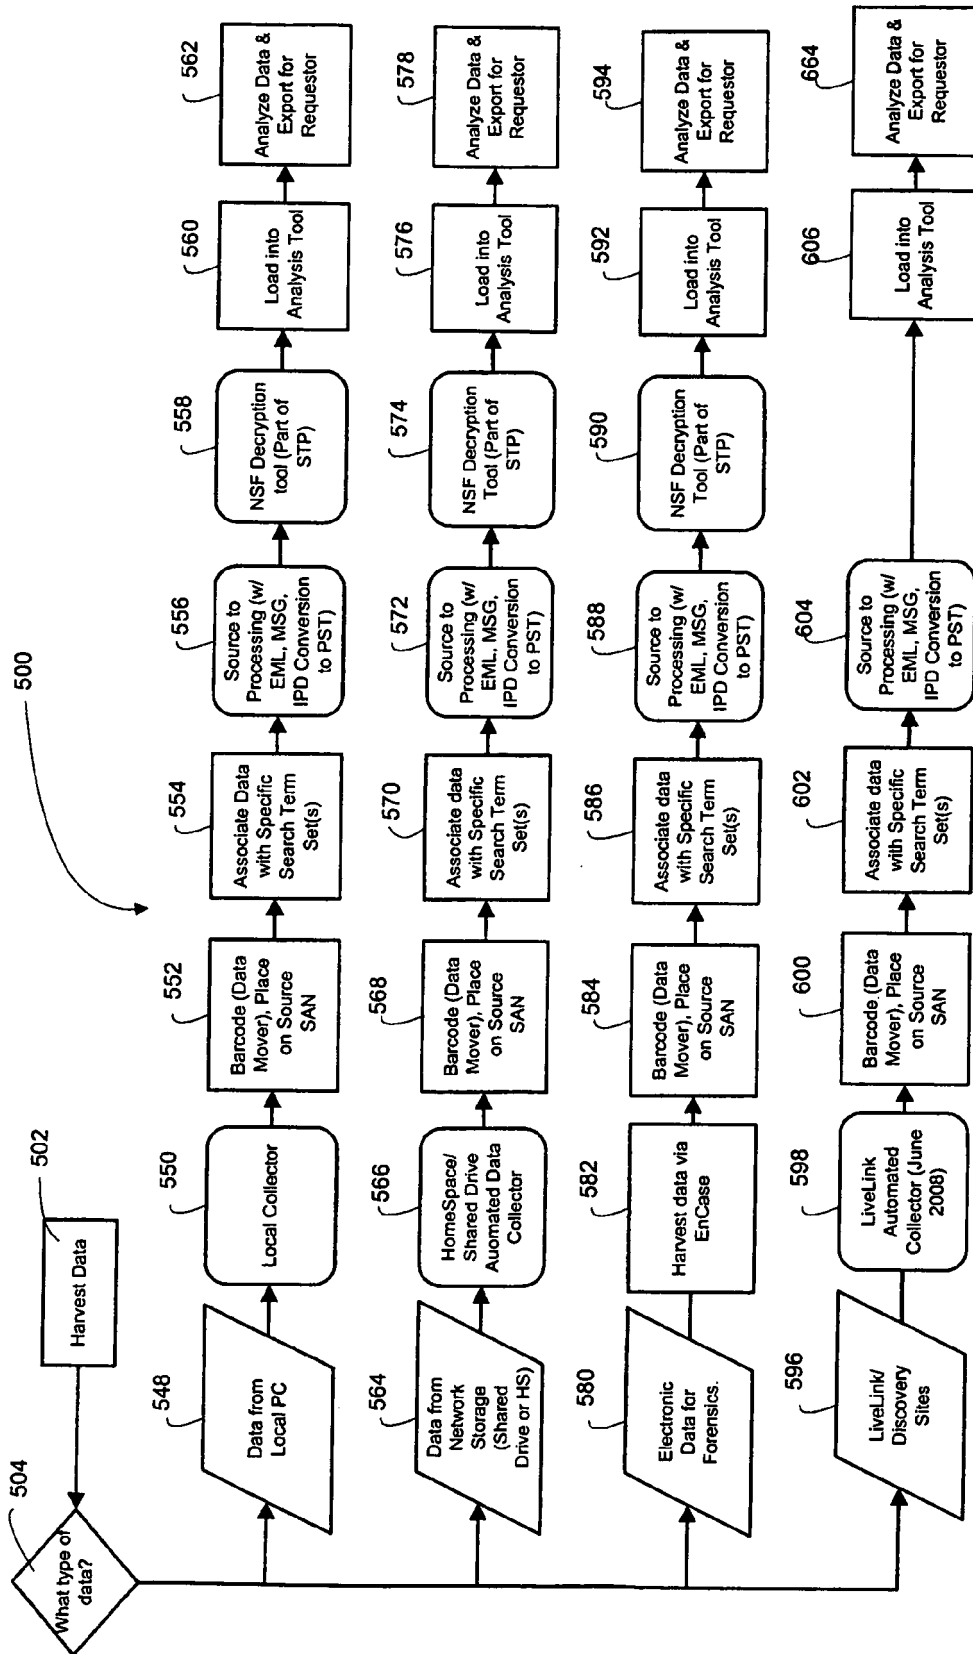 500
502
Harvest Data
504
What type of
data?
548
Data from
Local PC
550
Local Collector
552
Barcode (Data
Mover), Place
on Source
SAN
554
Associate Data
with Specific
Search Term
Set(s)
556
Source to
Processing (w/
EML, MSG,
IPD Conversion
to PST)
558
NSF Decryption
tool (Part of
STP)
560
Load into
Analysis Tool
562
Analyze Data &
Export for
Requestor
564
Data from
Network
Storage
(Shared
Drive or HS)
566
HomeSpace/
Shared Drive
Auomated Data
Collector
568
Barcode (Data
Mover), Place
on Source
SAN
570
Associate data
with Specific
Search Term
Set(s)
572
Source to
Processing (w/
EML, MSG,
IPD Conversion
to PST)
574
NSF Decryption
Tool (Part of
STP)
576
Load into
Analysis Tool
578
Analyze Data &
Export for
Requestor
580
Electronic
Data for
Forensics.
582
Harvest data via
EnCase
584
Barcode (Data
Mover), Place
on Source
SAN
586
Associate data
with Specific
Search Term
Set(s)
588
Source to
Processing (w/
EML, MSG,
IPD Conversion
to PST)
590
NSF Decryption
Tool (Part of
STP)
592
Load into
Analysis Tool
594
Analyze Data &
Export for
Requestor
596
LiveLink/
Discovery
Sites
598
LiveLink
Automated
Collector (June
2008)
600
Barcode (Data
Mover), Place
on Source
SAN
602
Associate data
with Specific
Search Term
Set(s)
604
Source to
Processing (w/
EML, MSG,
IPD Conversion
to PST)
606
Load into
Analysis Tool
664
Analyze Data &
Export for
Requestor